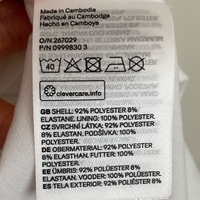 Made in Cambodia
Fabriqué au Cambodge
Hecho en Camboya
O/N 267029
P/N 0999830 3
40
clevercare.info
GB SHELL: 92% POLYESTER 8%
ELASTANE. LINING: 100% POLYESTER.
CZ SVRCHNÍ LÁTKA: 92% POLYESTER
8% ELASTAN. PODŠÍVKA: 100%
POLYESTER.
DE OBERMATERIAL: 92% POLYESTER 8%
ELASTHAN. FUTTER: 100%
POLYESTER.
EE ÜMBRIS: 92% POLÜESTER 8%
ELASTAAN. VOODER: 100% POLÜESTER
ES TELA EXTERIOR: 92% POLIÉSTER 8%